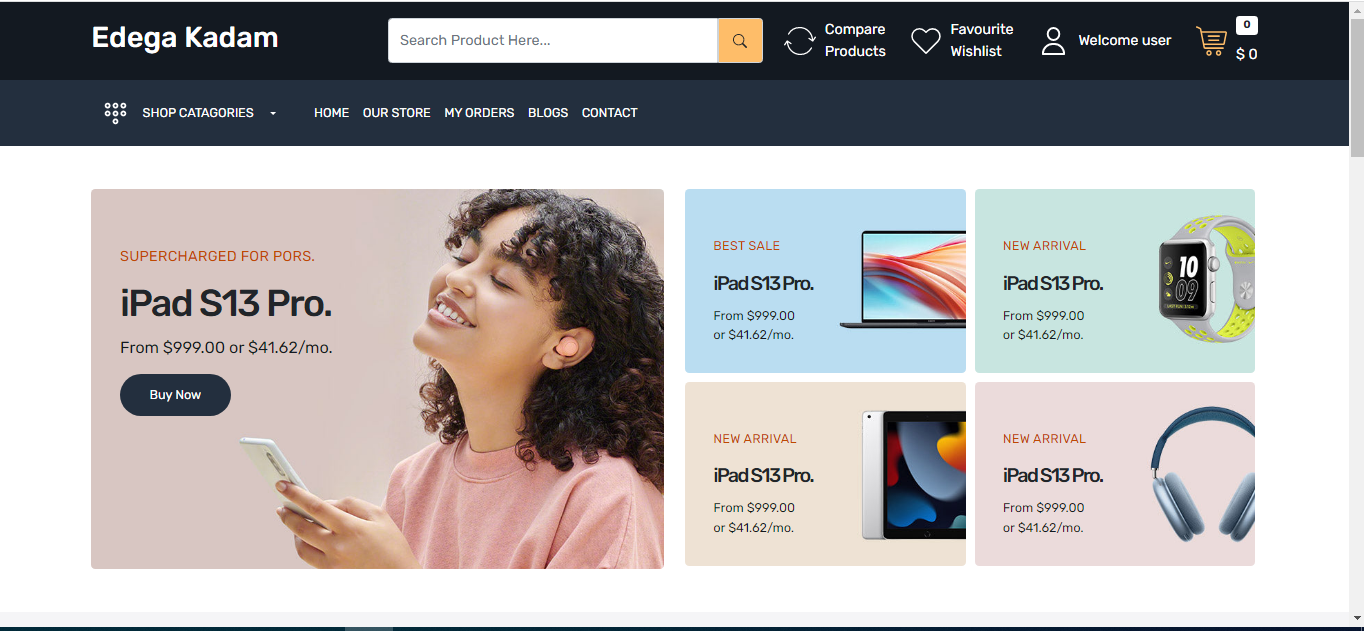 Edega Kadam
Search Product Here...
Compare
Products
Favourite
Wishlist
Welcome user
0
$ 0
SHOP CATAGORIES
HOME OUR STORE MY ORDERS BLOGS CONTACT
SUPERCHARGED FOR PORS.
iPad S13 Pro.
From $999.00 or $41.62/mo.
Buy Now
BEST SALE
iPad S13 Pro.
From $999.00
or $41.62/mo.
NEW ARRIVAL
iPad S13 Pro.
From $999.00
or $41.62/mo.
10
09
NEW ARRIVAL
iPad S13 Pro.
From $999.00
or $41.62/mo.
NEW ARRIVAL
iPad S13 Pro.
From $999.00
or $41.62/mo.